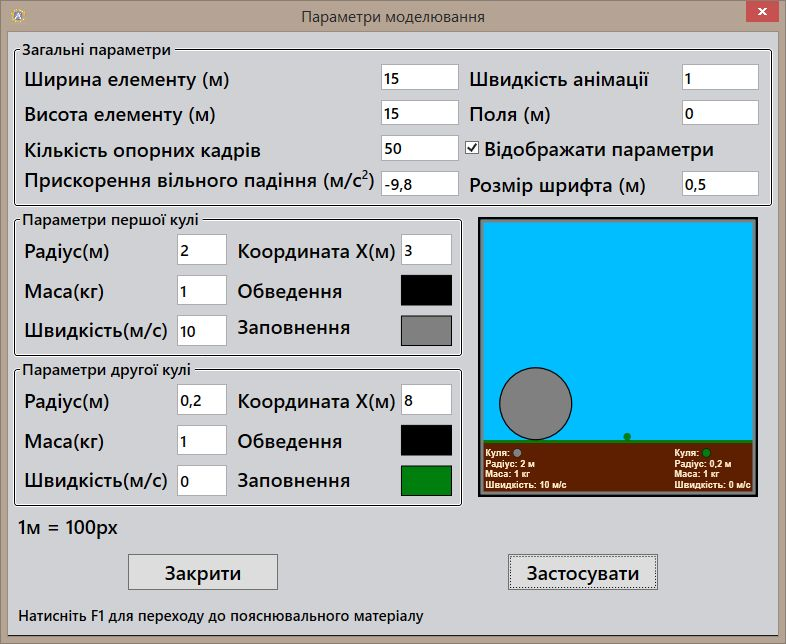 Параметри моделювання
Загальні параметри
Ширина елементу (м) 15 Швидкість анімації 1
Висота елементу (м) 15 Поля (м) 0
Кількість опорних кадрів 50 Відображати параметри
Прискорення вільного падіння (м/с²) -9,8 Розмір шрифта (м) 0,5
Параметри першої кулі
Радіус(м) 2 Координата X(м) 3
Маса(кг) 1 Обведення
Швидкість(м/с) 10 Заповнення
Параметри другої кулі
Радіус(м) 0,2 Координата X(м) 8
Маса(кг) 1 Обведення
Швидкість(м/с) 0 Заповнення
Куля: Куля:
Радіус: 2 м Радіус: 0,2 м
Маса: 1 кг Маса: 1 кг
Швидкість: 10 м/с Швидкість: 0 м/с
1м = 100px
Закрити Застосувати
Натисніть F1 для переходу до пояснювального матеріалу